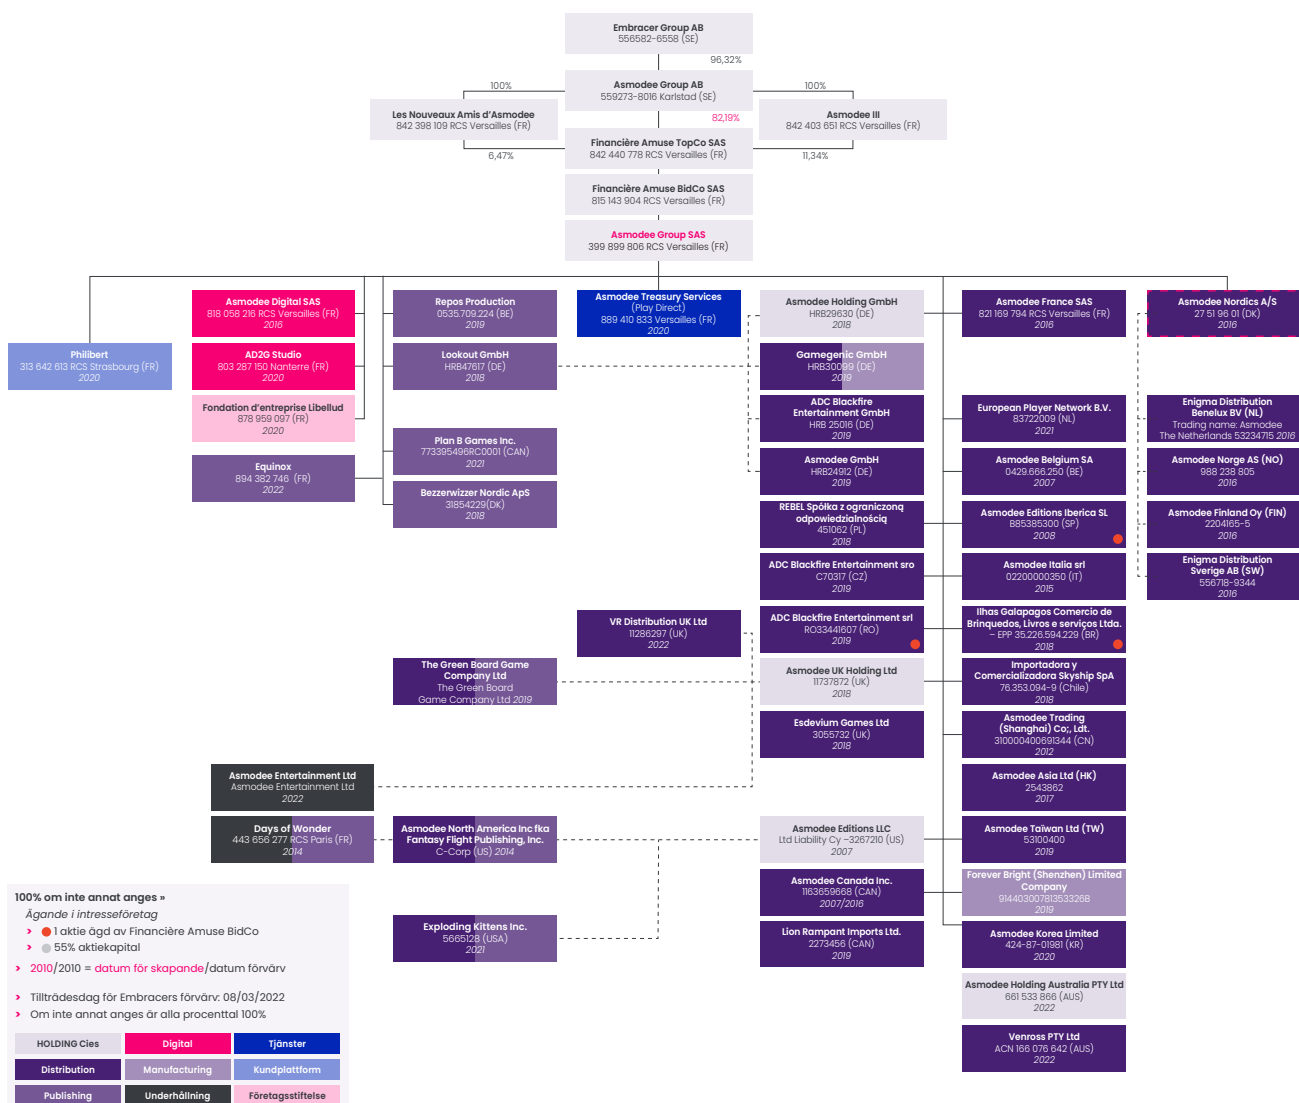 Embracer Group AB
556582-6558 (SE)
96,32%
Asmodee Group AB
559273-8016 Karlstad (SE)
100%
100%
Les Nouveaux Amis d'Asmodee
842 398 109 RCS Versailles (FR)
82,19%
Asmodee III
842 403 651 RCS Versailles (FR)
6,47%
Financière Amuse TopCo SAS
842 440 778 RCS Versailles (FR)
11,34%
Financière Amuse BidCo SAS
815 143 904 RCS Versailles (FR)
Asmodee Group SAS
399 899 806 RCS Versailles (FR)
Philibert
313 642 613 RCS Strasbourg (FR)
2020
Asmodee Digital SAS
818 058 216 RCS Versailles (FR)
2016
AD2G Studio
803 287 150 Nanterre (FR)
2020
Fondation d'entreprise Libellud
878 959 097 (FR)
2020
Equinox
894 382 746 (FR)
2022
Repos Production
0535.709.224 (BE)
2019
Lookout GmbH
HRB47617 (DE)
2018
Plan B Games Inc.
773395496RC0001 (CAN)
2021
Bezzerwizzer Nordic ApS
31854229(DK)
2018
Asmodee Treasury Services
(Play Direct)
889 410 833 Versailles (FR)
2020
Asmodee Holding GmbH
HRB29630 (DE)
2018
Gamegenic GmbH
HRB30099 (DE)
2019
ADC Blackfire
Entertainment GmbH
HRB 25016 (DE)
2019
Asmodee GmbH
HRB24912 (DE)
2019
REBEL Spółka z ograniczoną
odpowiedzialnością
451062 (PL)
2018
ADC Blackfire Entertainment sro
C70317 (CZ)
2019
ADC Blackfire Entertainment srl
RO33441607 (RO)
2019
Asmodee UK Holding Ltd
11737872 (UK)
2018
Esdevium Games Ltd
3055732 (UK)
2018
VR Distribution UK Ltd
11286297 (UK)
2022
The Green Board Game
Company Ltd
The Green Board
Game Company Ltd 2019
Asmodee Entertainment Ltd
Asmodee Entertainment Ltd
2022
Days of Wonder
443 656 277 RCS Paris (FR)
2014
Asmodee North America Inc fka
Fantasy Flight Publishing, Inc.
C-Corp (US) 2014
Exploding Kittens Inc.
5665128 (USA)
2021
Asmodee Editions LLC
Ltd Liability Cy –3267210 (US)
2007
Asmodee Canada Inc.
1163659668 (CAN)
2007/2016
Lion Rampant Imports Ltd.
2273456 (CAN)
2019
Asmodee France SAS
821 169 794 RCS Versailles (FR)
2016
European Player Network B.V.
83722009 (NL)
2021
Asmodee Belgium SA
0429.666.250 (BE)
2007
Asmodee Editions Iberica SL
B85385300 (SP)
2008
Asmodee Italia srl
02200000350 (IT)
2015
Ilhas Galapagos Comercio de
Brinquedos, Livros e serviços Ltda.
– EPP 35.226.594.229 (BR)
2018
Importadora y
Comercializadora Skyship SpA
76.353.094-9 (Chile)
2018
Asmodee Trading
(Shanghai) Co;, Ldt.
310000400691344 (CN)
2012
Asmodee Asia Ltd (HK)
2543862
2017
Asmodee Taïwan Ltd (TW)
53100400
2019
Forever Bright (Shenzhen) Limited
Company
91440300781353326B
2019
Asmodee Korea Limited
424-87-01981 (KR)
2020
Asmodee Holding Australia PTY Ltd
661 533 866 (AUS)
2022
Venross PTY Ltd
ACN 166 076 642 (AUS)
2022
Asmodee Nordics A/S
27 51 96 01 (DK)
2016
Enigma Distribution
Benelux BV (NL)
Trading name: Asmodee
The Netherlands 53234715 2016
Asmodee Norge AS (NO)
988 238 805
2016
Asmodee Finland Oy (FIN)
2204165-5
2016
Enigma Distribution
Sverige AB (SW)
556718-9344
2016
100% om inte annat anges »
Ägande i intresseföretag
› 1 aktie ägd av Financière Amuse BidCo
› 55% aktiekapital
› 2010/2010 = datum för skapande/datum förvärv
› Tillträdesdag för Embracers förvärv: 08/03/2022
› Om inte annat anges är alla procenttal 100%
HOLDING Cies
Digital
Tjänster
Distribution
Manufacturing
Kundplattform
Publishing
Underhållning
Företagsstiftelse